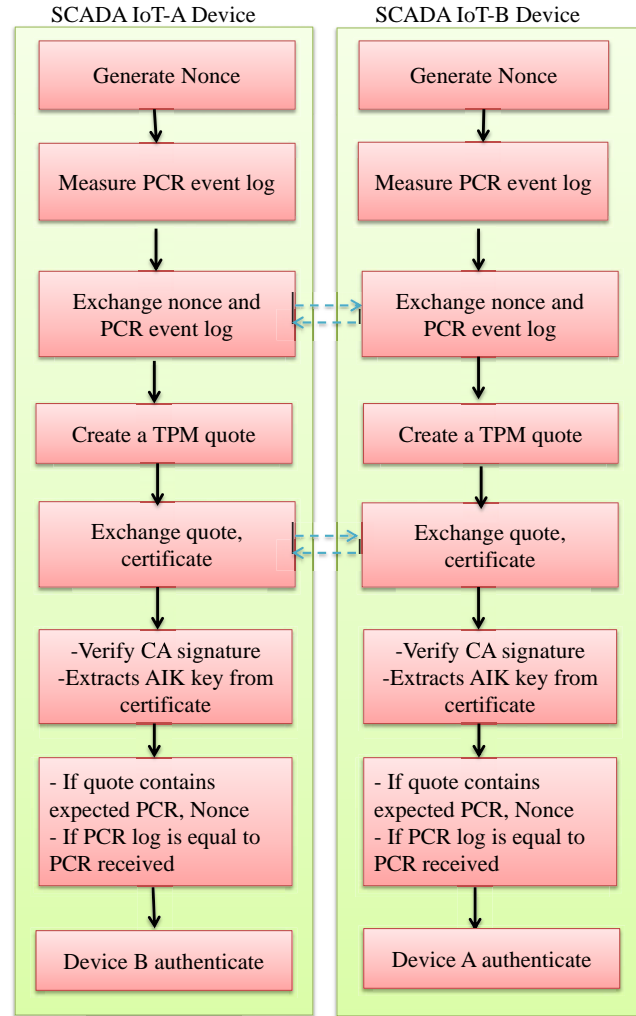 SCADA IoT-A Device
Generate Nonce
Measure PCR event log
Exchange nonce and
PCR event log
Create a TPM quote
Exchange quote,
certificate
-Verify CA signature
-Extracts AIK key from
certificate
- If quote contains
expected PCR, Nonce
- If PCR log is equal to
PCR received
Device B authenticate
SCADA IoT-B Device
Generate Nonce
Measure PCR event log
Exchange nonce and
PCR event log
Create a TPM quote
Exchange quote,
certificate
-Verify CA signature
-Extracts AIK key from
certificate
- If quote contains
expected PCR, Nonce
- If PCR log is equal to
PCR received
Device A authenticate